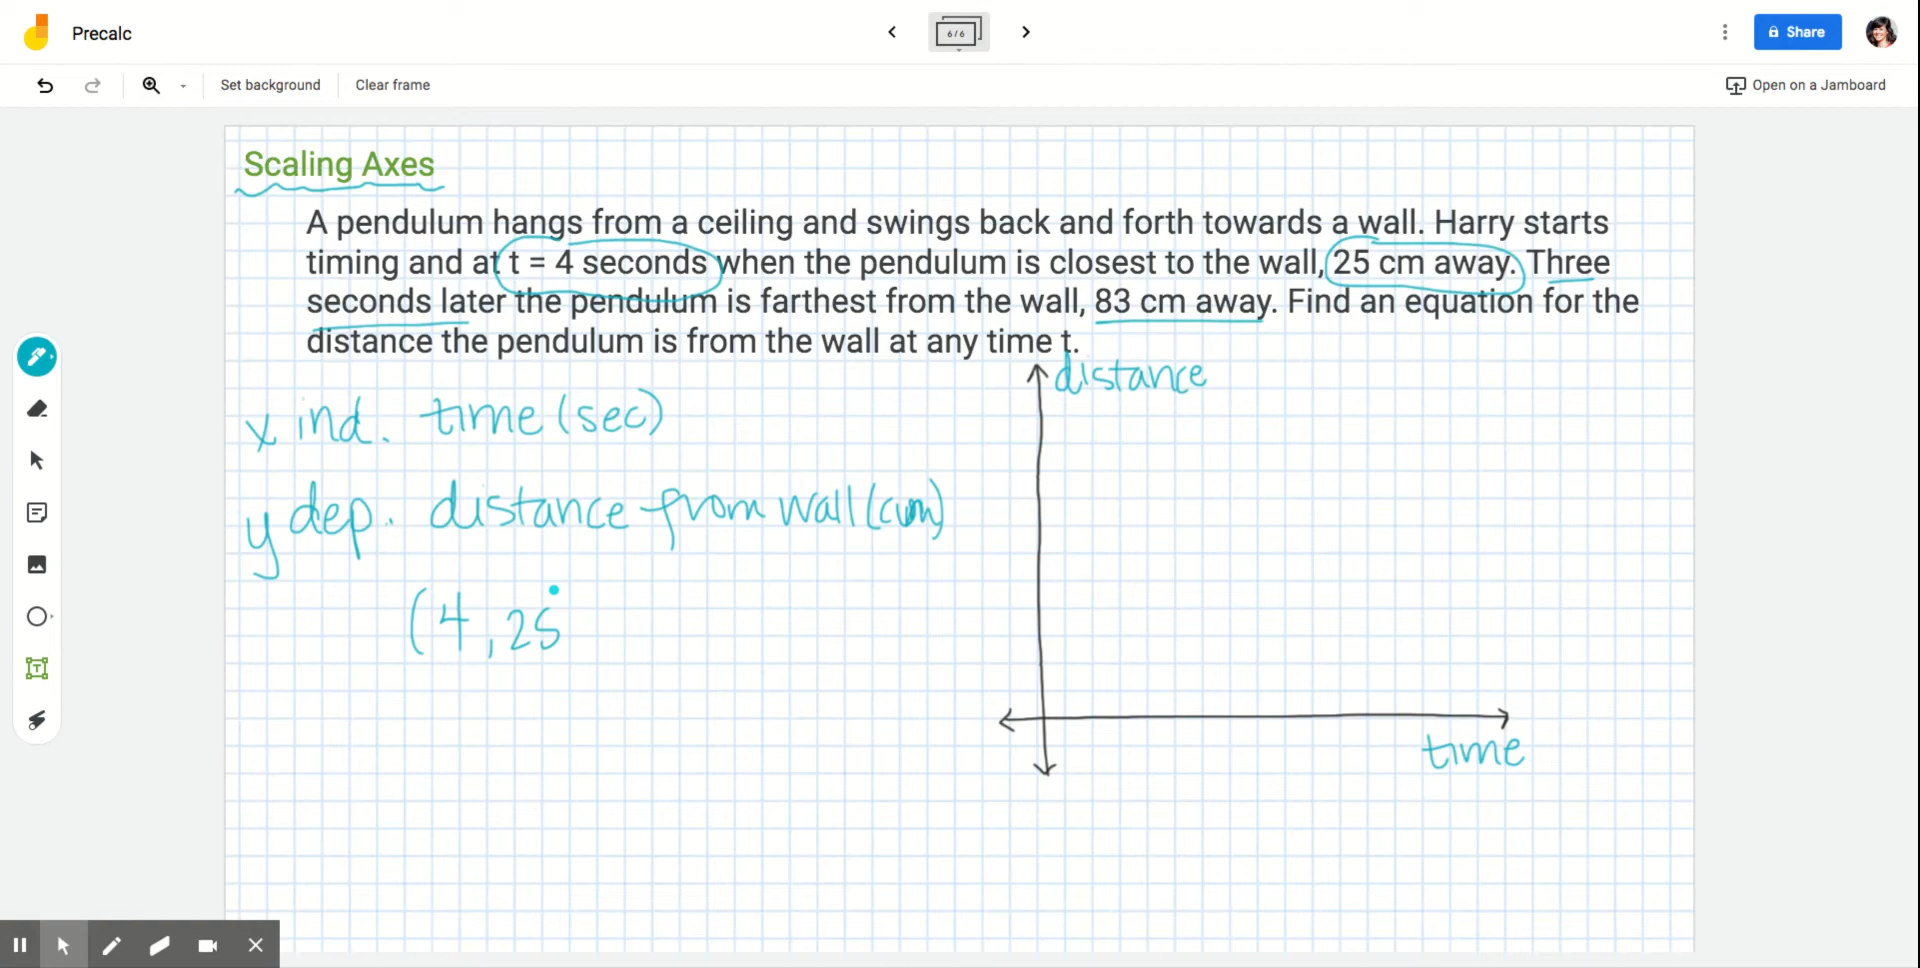 Precalc
6/6
Share
Set background
Clear frame
Open on a Jamboard
Scaling Axes
A pendulum hangs from a ceiling and swings back and forth towards a wall. Harry starts
timing and at t = 4 seconds when the pendulum is closest to the wall, 25 cm away. Three
seconds later the pendulum is farthest from the wall, 83 cm away. Find an equation for the
distance the pendulum is from the wall at any time t.
distance
x ind. time (sec)
y dep. distance from wall (cm)
(4, 25
time